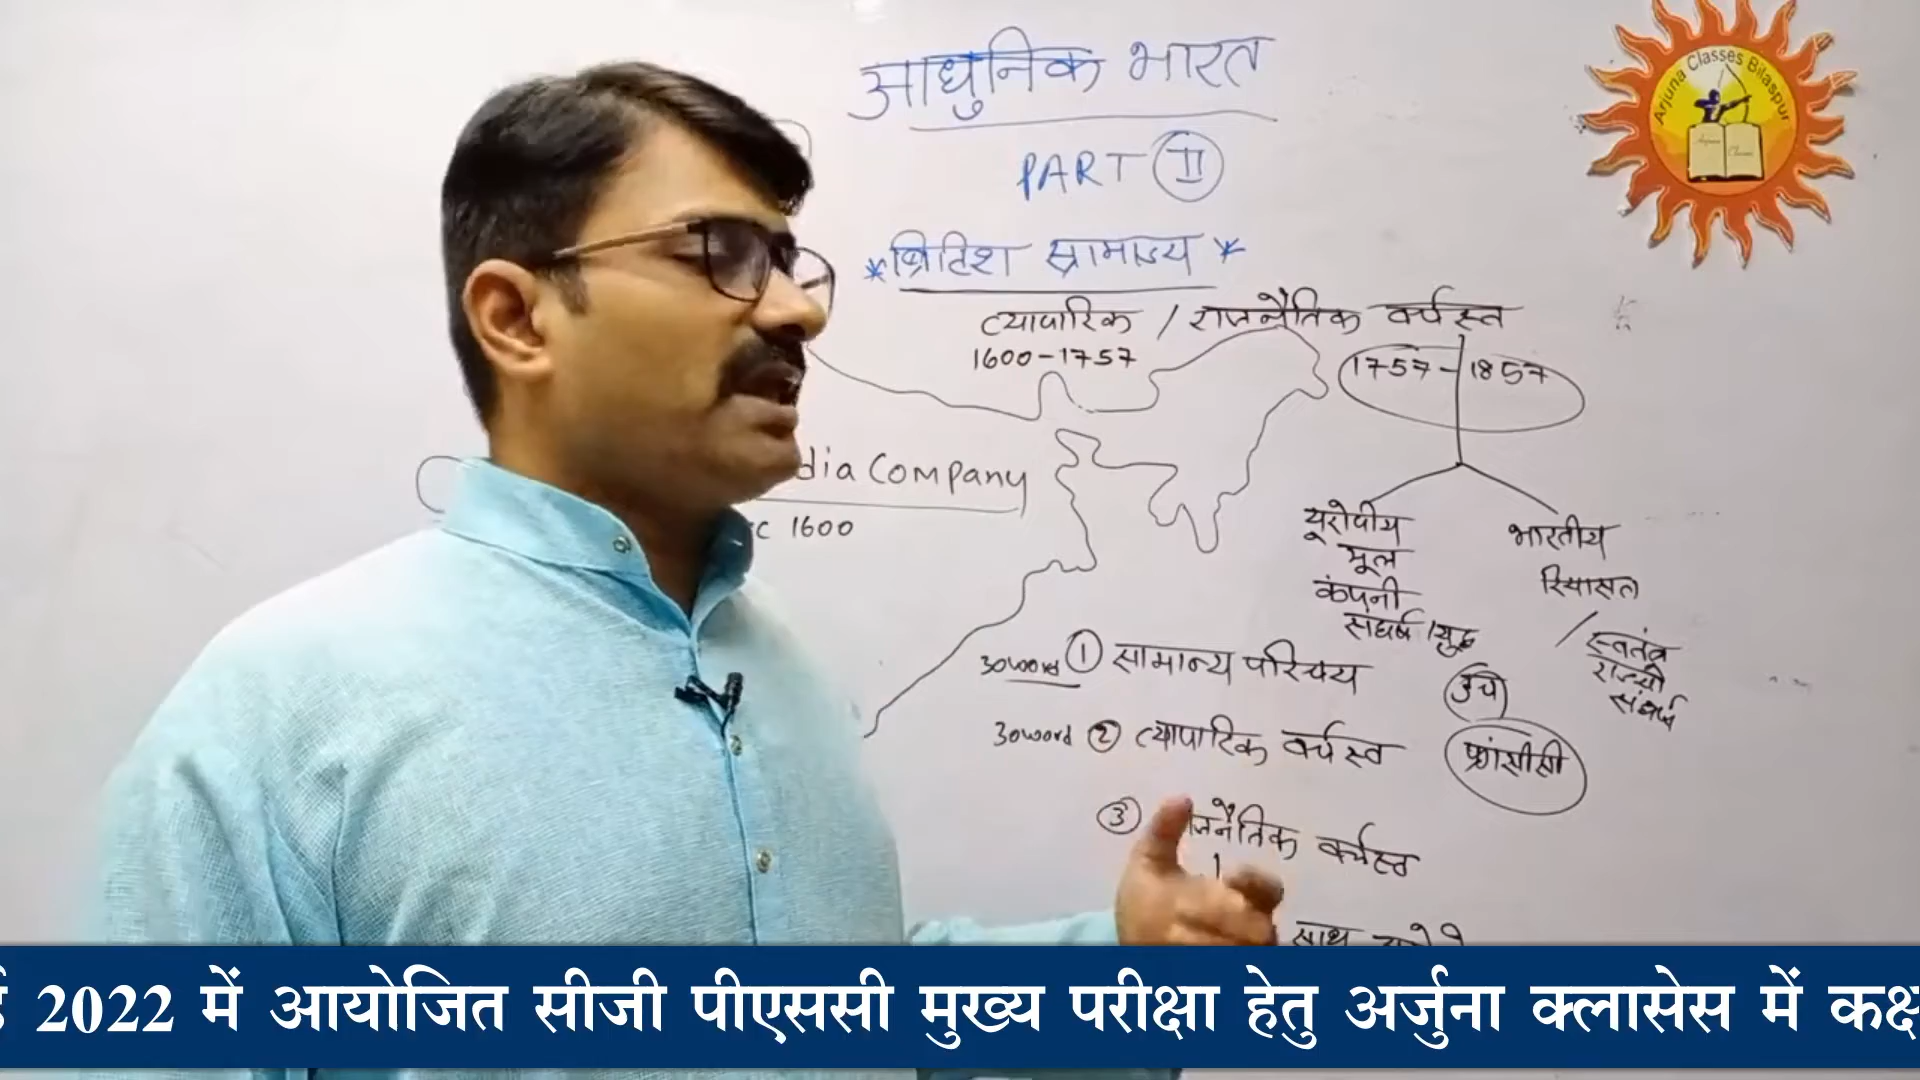 आधुनिक भारत
PART II
Arjuna Classes Bilaspur
Arjuna Classes
*ब्रिटिश साम्राज्य*
व्यापारिक / राजनैतिक वर्चस्व
1600-1757
1757-1857
dia Company
c 1600
यूरोपीय
मूल
कंपनी
संघर्ष/युद्ध
भारतीय
रियासत
/ स्वतंत्र
राज्यों
संघर्ष
30word ① सामान्य परिचय
डच
30word ② व्यापारिक वर्चस्व
फ्रांसीसी
③ जनैतिक वर्चस्व
साथ
2022 में आयोजित सीजी पीएससी मुख्य परीक्षा हेतु अर्जुना क्लासेस में कक्ष